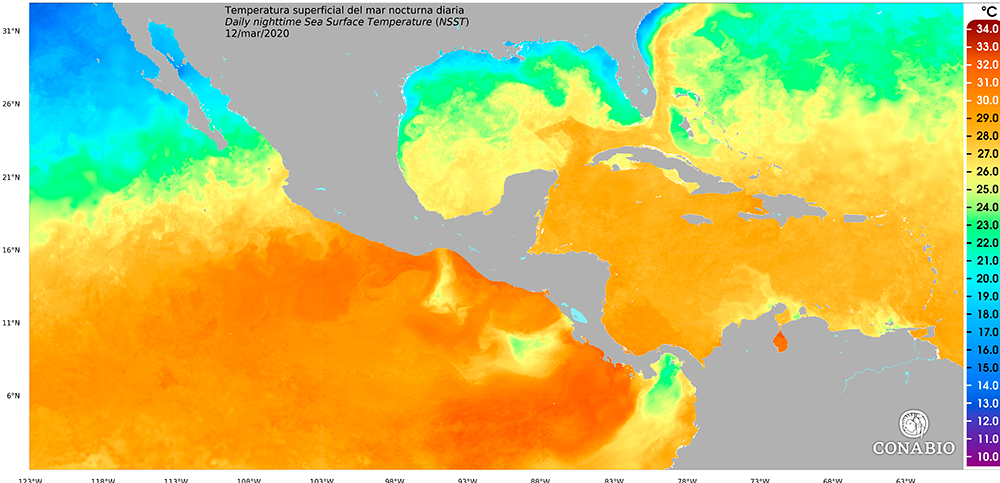 Temperatura superficial del mar nocturna diaria
Daily nighttime Sea Surface Temperature (NSST)
12/mar/2020
°C
34.0
33.0
32.0
31.0
30.0
29.0
28.0
27.0
26.0
25.0
24.0
23.0
22.0
21.0
20.0
19.0
18.0
17.0
16.0
15.0
14.0
13.0
12.0
11.0
10.0
31°N
26°N
21°N
16°N
11°N
6°N
CONABIO
123°W 118°W 113°W 108°W 103°W 98°W 93°W 88°W 83°W 78°W 73°W 68°W 63°W